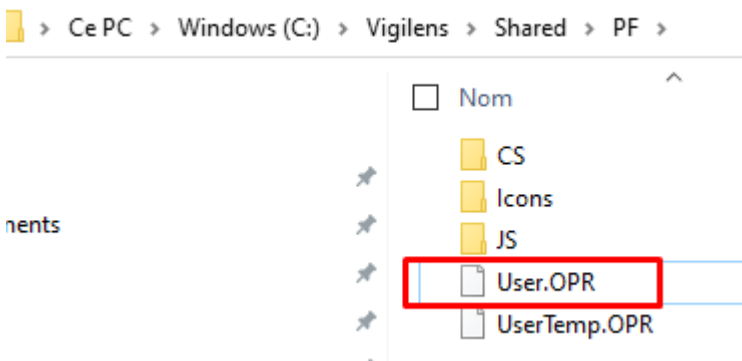 Ce PC > Windows (C:) > Vigilens > Shared > PF >
Nom
CS
Icons
nents
JS
User.OPR
UserTemp.OPR